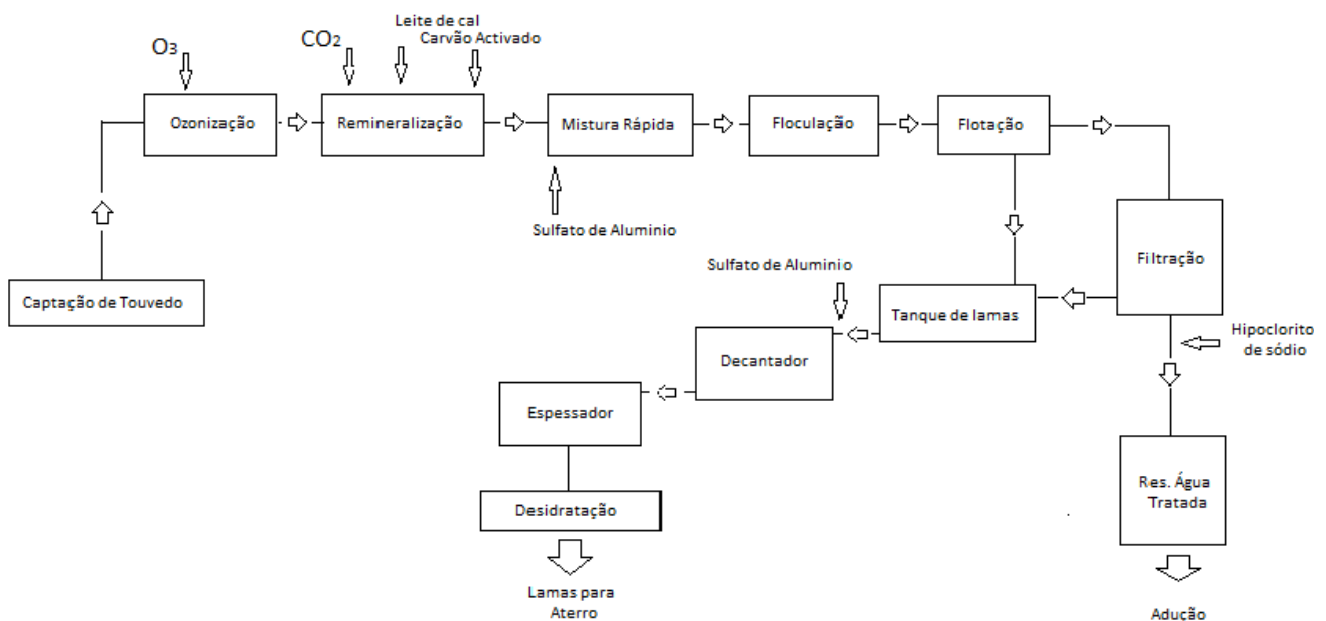 Leite de cal
Carvão Activado
O3
CO2
Ozonização
Remineralização
Mistura Rápida
Floculação
Flotação
Sulfato de Aluminio
Captação de Touvedo
Sulfato de Aluminio
Filtração
Tanque de lamas
Hipoclorito
de sódio
Decantador
Espessador
Res. Água
Tratada
Desidratação
Lamas para
Aterro
Adução